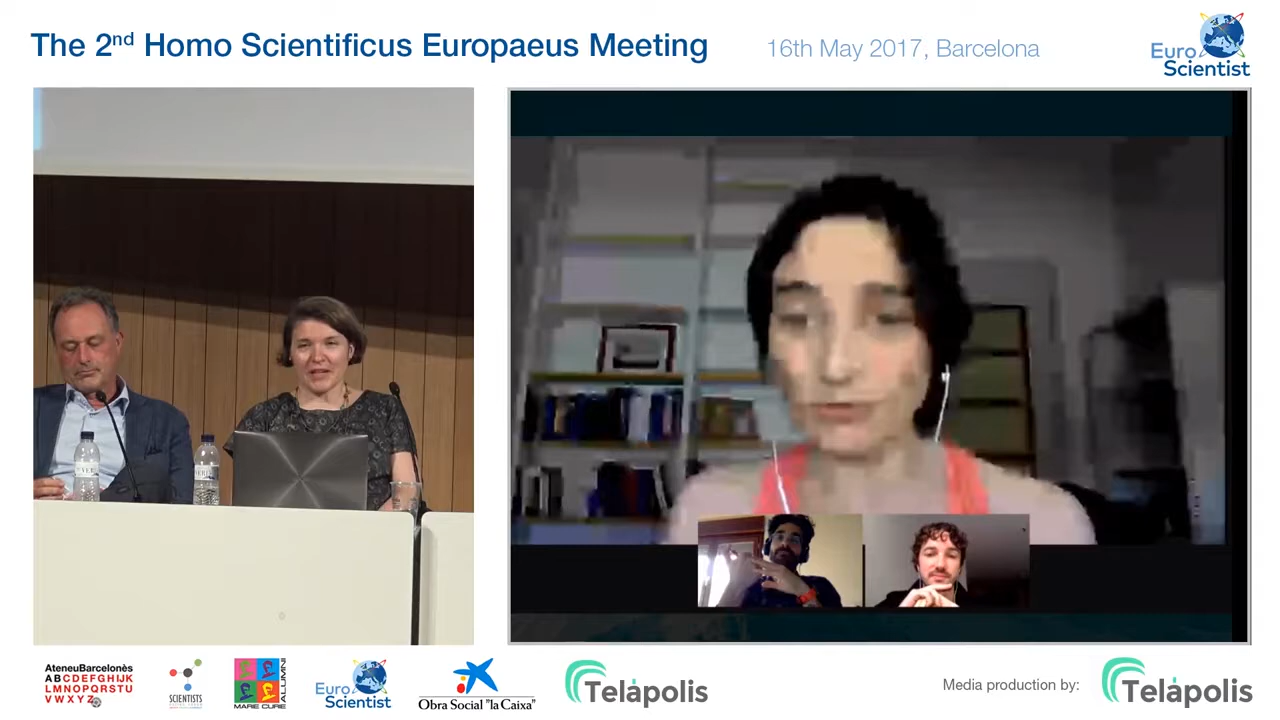 The 2nd Homo Scientificus Europaeus Meeting
16th May 2017, Barcelona
Euro
Scientist
AteneuBarcelonès
ABCDEFGHIJK
LMNOPQRSTU
VWXYZ
SCIENTISTS
MARIE CURIE ALUMNI
Euro
Scientist
Obra Social "la Caixa"
Telàpolis
Media production by:
Telàpolis